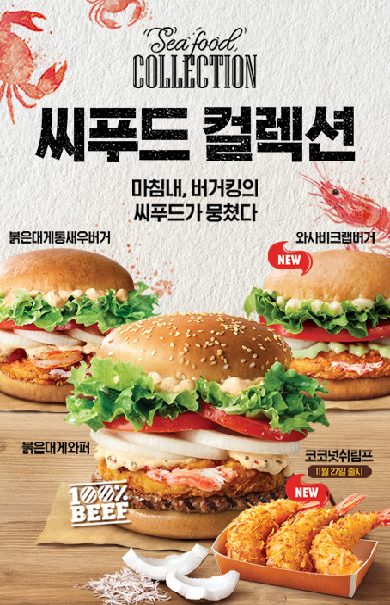 'Seafood'
COLLECTION
씨푸드 컬렉션
마침내, 버거킹의
씨푸드가 뭉쳤다
붉은대게통새우버거
와사비크랩버거
NEW
붉은대게와퍼
코코넛쉬림프
11월 27일 출시
NEW
100%
BEEF